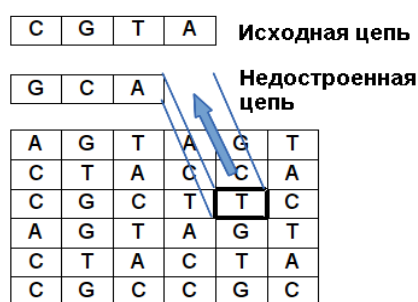 C G T A Исходная цепь
G C A Недостроенная
цепь
A G T A G T
C T A C C A
C G C T T C
A G T A G T
C T A C T A
C G C C G C